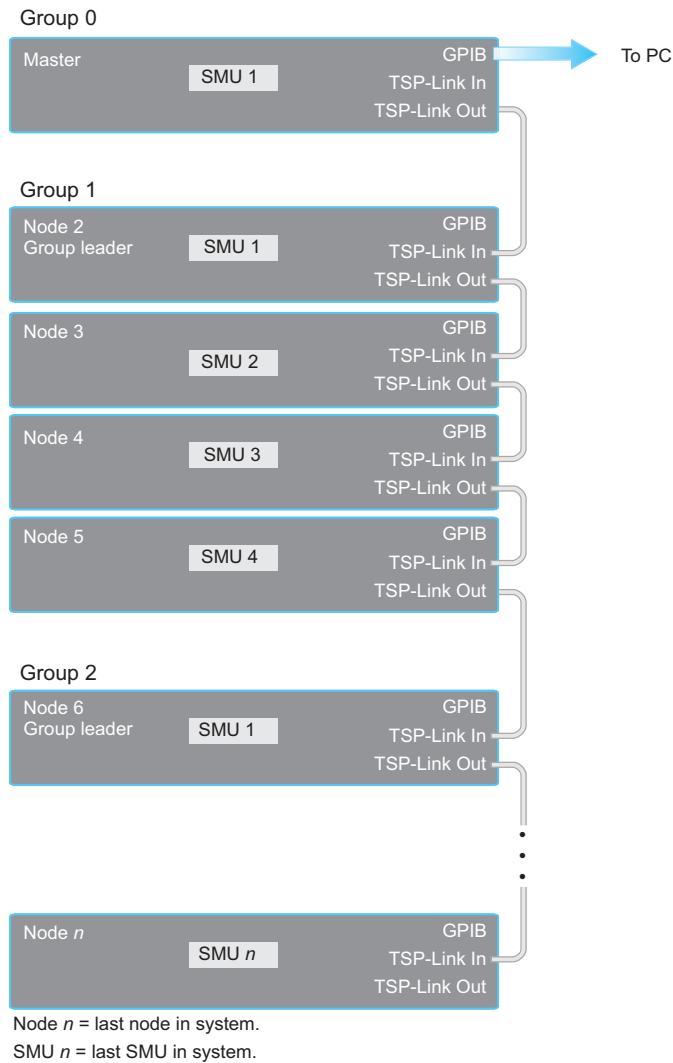 Group 0
Master
SMU 1
GPIB
To PC
TSP-Link In
TSP-Link Out
Group 1
Node 2
Group leader
SMU 1
GPIB
TSP-Link In
TSP-Link Out
Node 3
SMU 2
GPIB
TSP-Link In
TSP-Link Out
Node 4
SMU 3
GPIB
TSP-Link In
TSP-Link Out
Node 5
SMU 4
GPIB
TSP-Link In
TSP-Link Out
Group 2
Node 6
Group leader
SMU 1
GPIB
TSP-Link In
TSP-Link Out
Node n
SMU n
GPIB
TSP-Link In
TSP-Link Out
Node n = last node in system.
SMU n = last SMU in system.